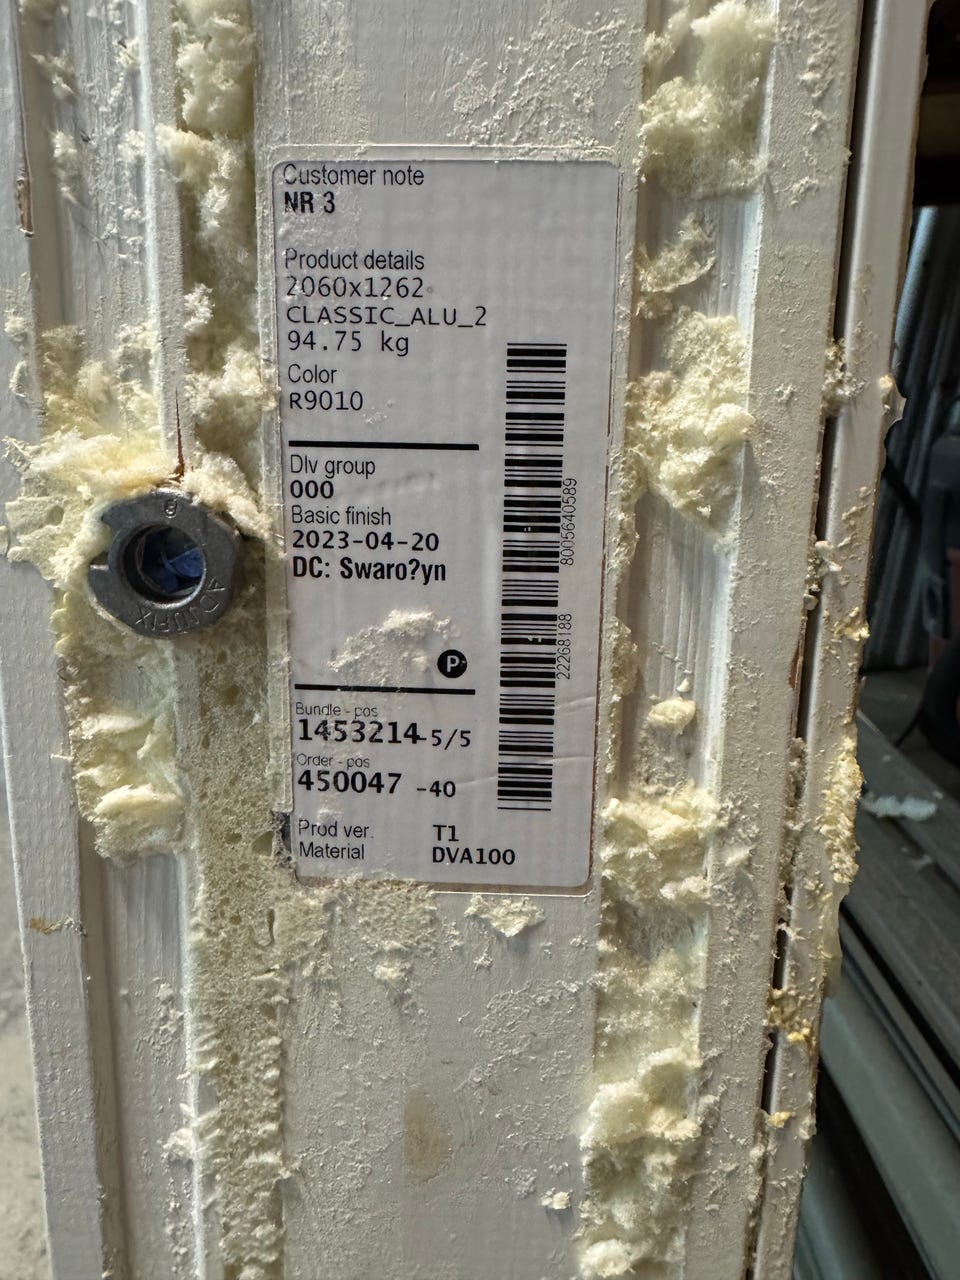 Customer note
NR 3
Product details
2060x1262
CLASSIC_ALU_2
94.75 kg
Color
R9010
Dlv group
000
Basic finish
2023-04-20
DC: Swaro?yn
P
Bundle - pos
1453214-5/5
Order - pos
450047 -40
Prod ver. T1
Material DVA100
8005640589
22268188
ADJUFIX